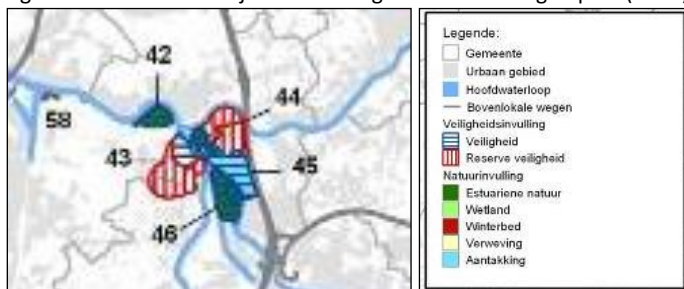 42
44
58
43
45
46
Legende:
Gemeente
Urbaan gebied
Hoofdwaterloop
Bovenlokale wegen
Veiligheidsinvulling
Veiligheid
Reserve veiligheid
Natuurinvulling
Estuariene natuur
Wetland
Winterbed
Verweving
Aantakking